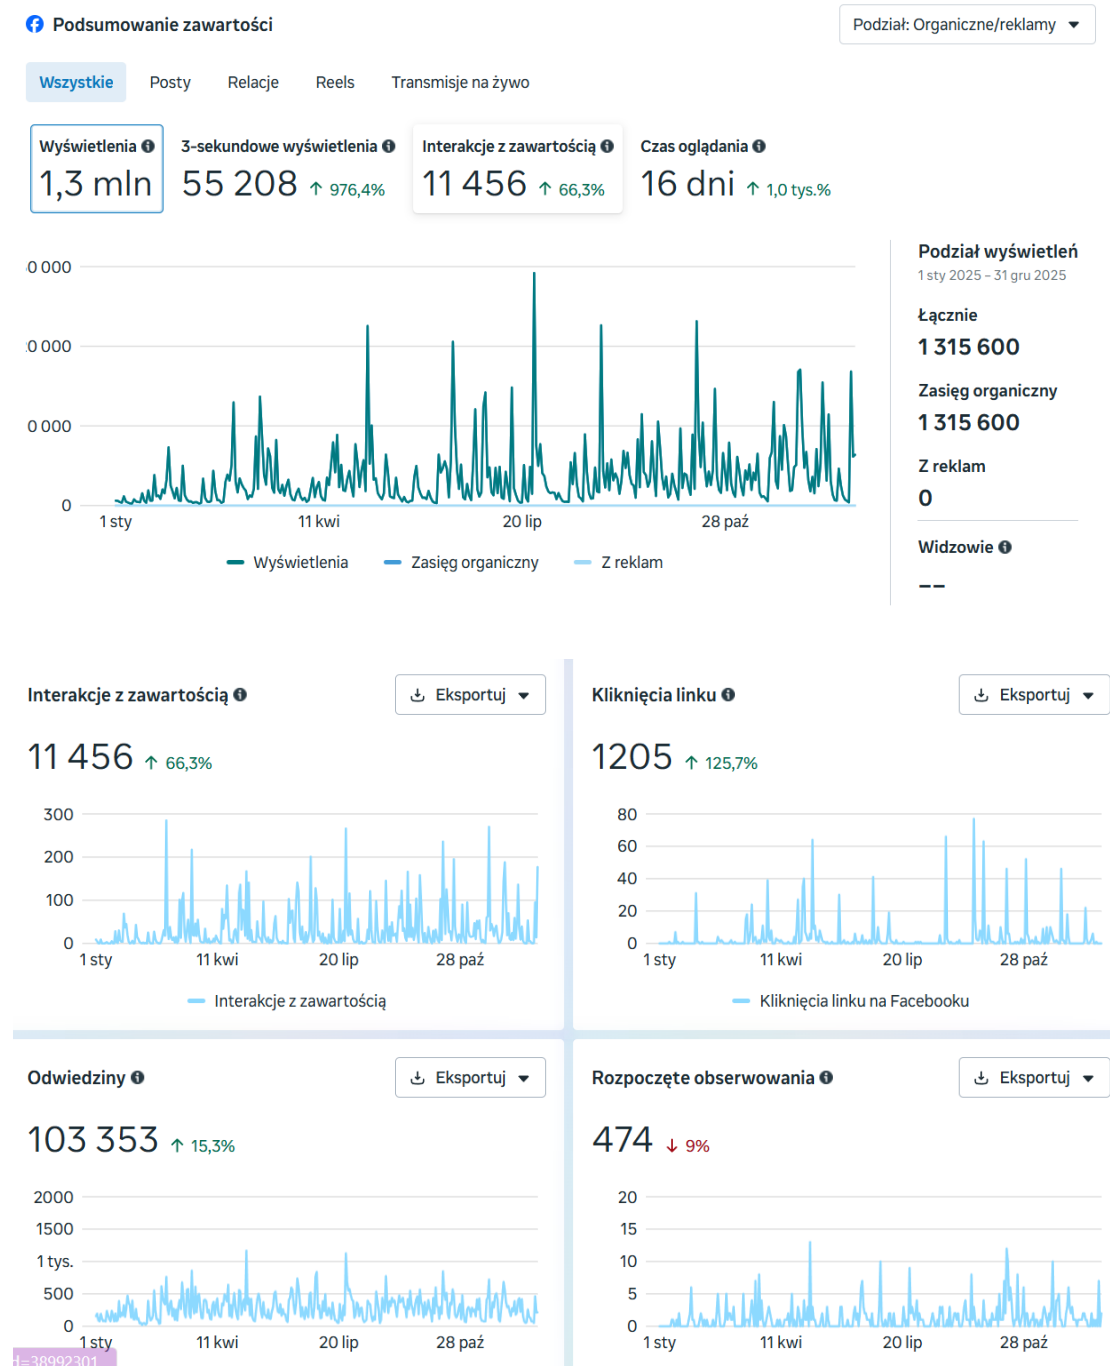 Podsumowanie zawartości
Podział: Organiczne/reklamy
Wszystkie Posty Relacje Reels Transmisje na żywo
Wyświetlenia 3-sekundowe wyświetlenia Interakcje z zawartością Czas oglądania
1,3 mln 55 208 976,4% 11 456 66,3% 16 dni 1,0 tys.%
0 000
0 000
0 000
0
1 sty 11 kwi 20 lip 28 paź
Wyświetlenia Zasięg organiczny Z reklam
Podział wyświetleń
1 sty 2025 – 31 gru 2025
Łącznie
1 315 600
Zasięg organiczny
1 315 600
Z reklam
0
Widzowie
--
Interakcje z zawartością
Eksportuj
11 456 66,3%
300
200
100
0
1 sty 11 kwi 20 lip 28 paź
Interakcje z zawartością
Kliknięcia linku
Eksportuj
1205 125,7%
80
60
40
20
0
1 sty 11 kwi 20 lip 28 paź
Kliknięcia linku na Facebooku
Odwiedziny
Eksportuj
103 353 15,3%
2000
1500
1 tys.
500
0
1 sty 11 kwi 20 lip 28 paź
d=38992301
Rozpoczęte obserwowania
Eksportuj
474 9%
20
15
10
5
0
1 sty 11 kwi 20 lip 28 paź